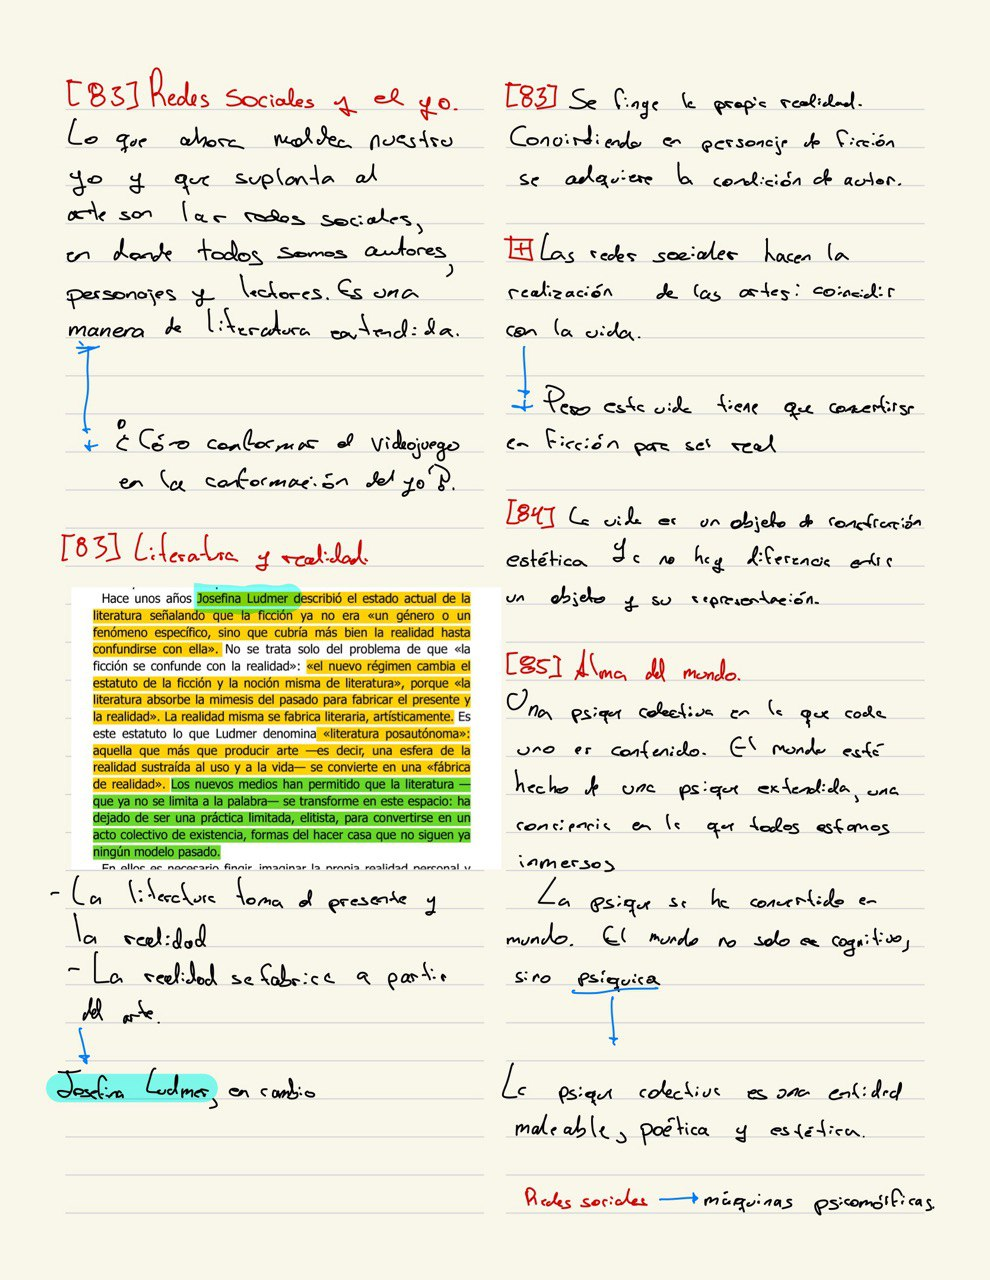 [83] Redes sociales y el yo.
Lo que ahora moldea nuestro
yo y que suplanta al
arte son las redes sociales,
en donde todos somos autores,
personajes y lectores. Es una
manera de literatura extendida.
¿Cómo conformar el videojuego
en la conformación del yo?.
[83] Literatura y realidad.
Hace unos años Josefina Ludmer describió el estado actual de la
literatura señalando que la ficción ya no era «un género o un
fenómeno específico, sino que cubría más bien la realidad hasta
confundirse con ella». No se trata solo del problema de que «la
ficción se confunde con la realidad»: «el nuevo régimen cambia el
estatuto de la ficción y la noción misma de literatura», porque «la
literatura absorbe la mimesis del pasado para fabricar el presente y
la realidad». La realidad misma se fabrica literaria, artísticamente. Es
este estatuto lo que Ludmer denomina «literatura posautónoma»:
aquella que más que producir arte —es decir, una esfera de la
realidad sustraída al uso y a la vida— se convierte en una «fábrica
de realidad». Los nuevos medios han permitido que la literatura —
que ya no se limita a la palabra— se transforme en este espacio: ha
dejado de ser una práctica limitada, elitista, para convertirse en un
acto colectivo de existencia, formas del hacer casa que no siguen ya
ningún modelo pasado.
En ellos es necesario fingir, imaginar la propia realidad personal y
- La literatura toma el presente y
la realidad
- La realidad se fabrica a partir
del arte.
Josefina Ludmer, en cambio
[83] Se finge la propia realidad.
Convirtiendo en personaje de ficción
se adquiere la condición de autor.
+ Las redes sociales hacen la
realización de las artes: coincidir
con la vida.
Pero esta vida tiene que convertirse
en ficción para ser real
[84] La vida es un objeto de construcción
estética Ya no hay diferencia entre
un objeto y su representación.
[85] Alma del mundo.
Una psique colectiva en la que cada
uno es contenido. El mundo está
hecho de una psique extendida, una
conciencia en la que todos estamos
inmersos
La psique se ha convertido en
mundo. El mundo no solo es cognitivo,
sino psíquica
La psique colectiva es una entidad
maleable, poética y estética.
Redes sociales → máquinas psicomórficas.